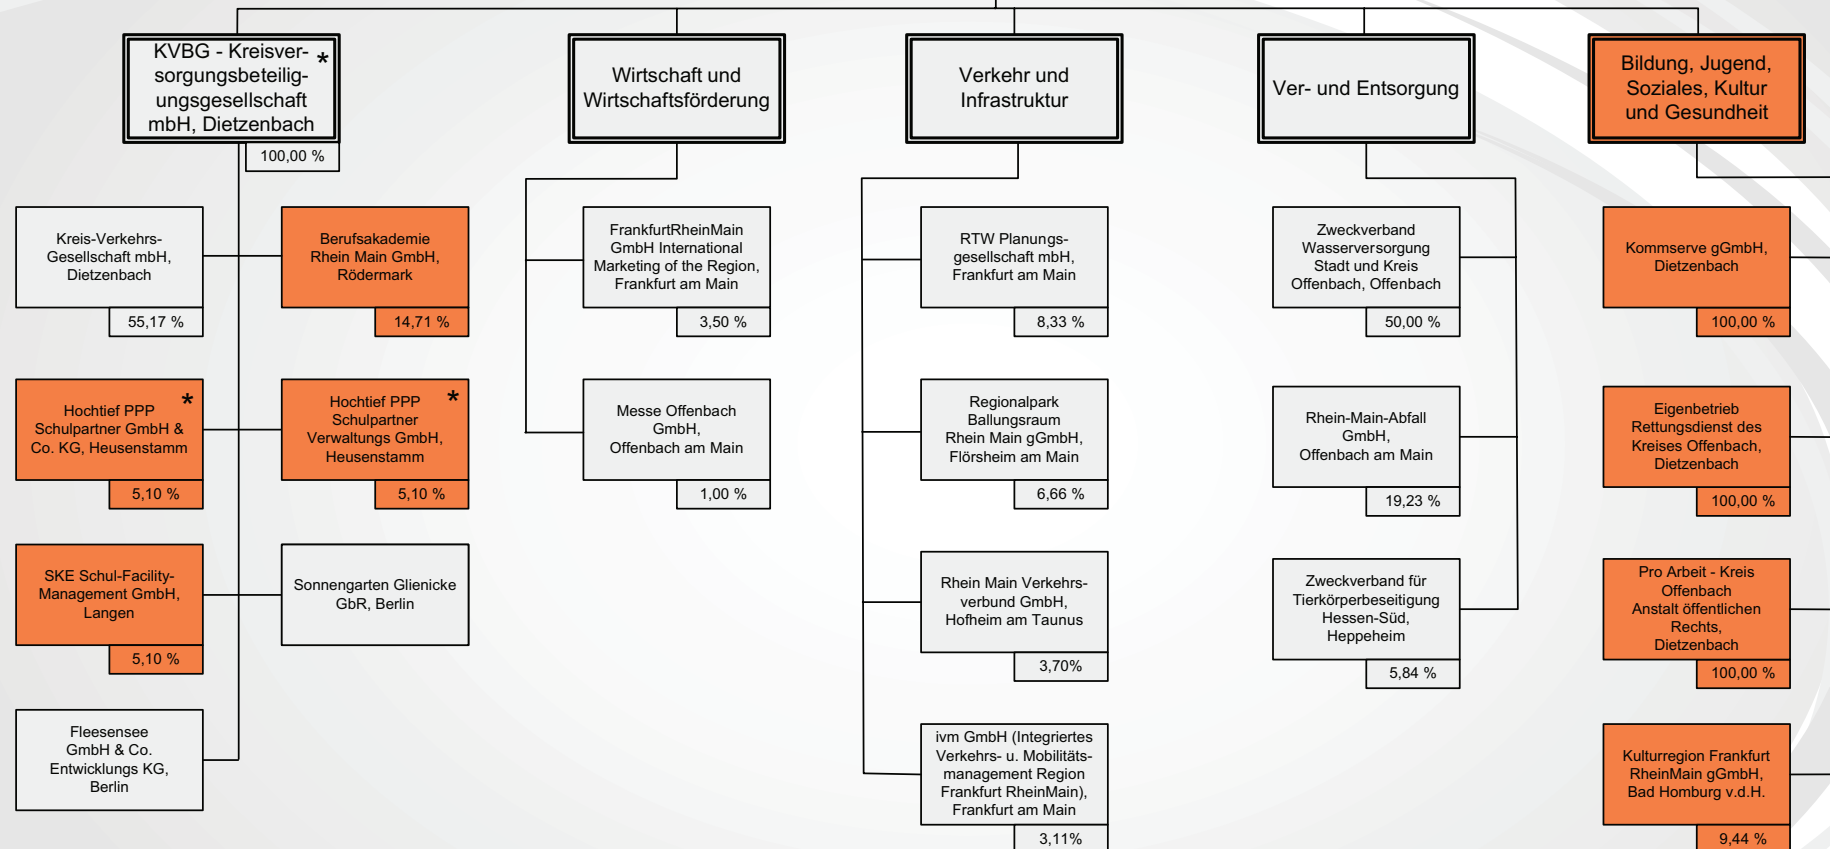 KVBG - Kreisver-
sorgungsbeteilig-
ungsgesellschaft
mbH, Dietzenbach
*
100,00 %
Kreis-Verkehrs-
Gesellschaft mbH,
Dietzenbach
55,17 %
Berufsakademie
Rhein Main GmbH,
Rödermark
14,71 %
Hochtief PPP
Schulpartner GmbH &
Co. KG, Heusenstamm
*
5,10 %
Hochtief PPP
Schulpartner
Verwaltungs GmbH,
Heusenstamm
*
5,10 %
SKE Schul-Facility-
Management GmbH,
Langen
5,10 %
Sonnengarten Glienicke
GbR, Berlin
Fleesensee
GmbH & Co.
Entwicklungs KG,
Berlin
Wirtschaft und
Wirtschaftsförderung
FrankfurtRheinMain
GmbH International
Marketing of the Region,
Frankfurt am Main
3,50 %
Messe Offenbach
GmbH,
Offenbach am Main
1,00 %
Verkehr und
Infrastruktur
RTW Planungs-
gesellschaft mbH,
Frankfurt am Main
8,33 %
Regionalpark
Ballungsraum
Rhein Main gGmbH,
Flörsheim am Main
6,66 %
Rhein Main Verkehrs-
verbund GmbH,
Hofheim am Taunus
3,70%
ivm GmbH (Integriertes
Verkehrs- u. Mobilitäts-
management Region
Frankfurt RheinMain),
Frankfurt am Main
3,11%
Ver- und Entsorgung
Zweckverband
Wasserversorgung
Stadt und Kreis
Offenbach, Offenbach
50,00 %
Rhein-Main-Abfall
GmbH,
Offenbach am Main
19,23 %
Zweckverband für
Tierkörperbeseitigung
Hessen-Süd,
Heppeheim
5,84 %
Bildung, Jugend,
Soziales, Kultur
und Gesundheit
Kommserve gGmbH,
Dietzenbach
100,00 %
Eigenbetrieb
Rettungsdienst des
Kreises Offenbach,
Dietzenbach
100,00 %
Pro Arbeit - Kreis
Offenbach
Anstalt öffentlichen
Rechts,
Dietzenbach
100,00 %
Kulturregion Frankfurt
RheinMain gGmbH,
Bad Homburg v.d.H.
9,44 %